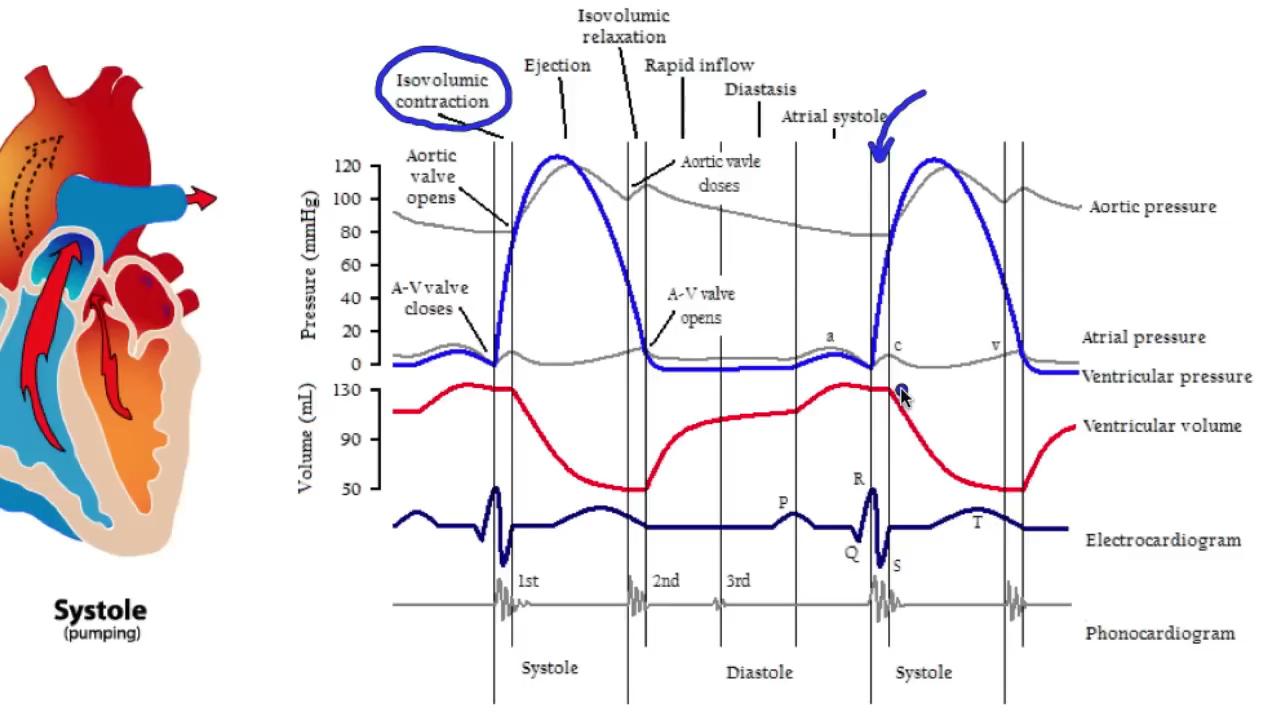 Isovolumic
relaxation
Isovolumic
contraction
Ejection
Rapid inflow
Diastasis
Atrial systole
Aortic
valve
opens
Aortic vavle
closes
A-V valve
closes
A-V valve
opens
Pressure (mmHg)
120
100
80
60
40
20
0
a
c
v
Aortic pressure
Atrial pressure
Ventricular pressure
Volume (mL)
130
90
50
Ventricular volume
P
Q
R
S
T
Electrocardiogram
1st
2nd
3rd
Phonocardiogram
Systole
Diastole
Systole
Systole
(pumping)